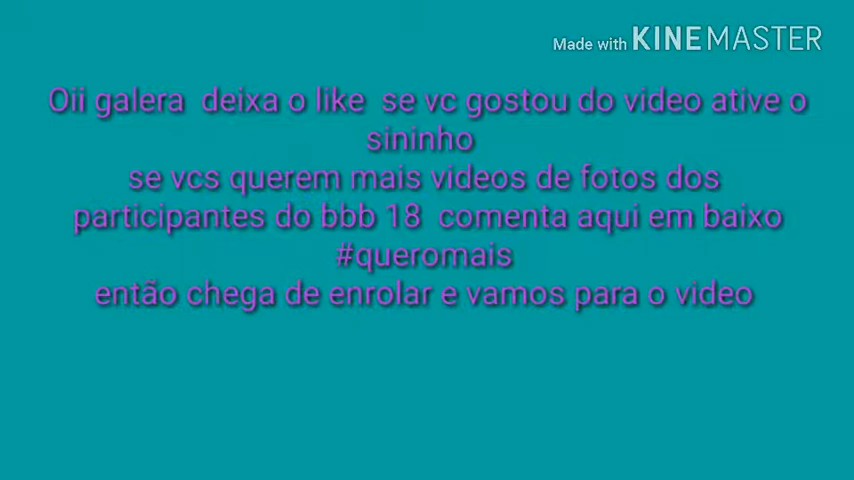 Made with KINEMASTER
Oii galera  deixa o like  se vc gostou do video ative o
sininho
se vcs querem mais videos de fotos dos
participantes do bbb 18  comenta aqui em baixo
#queromais
então chega de enrolar e vamos para o video